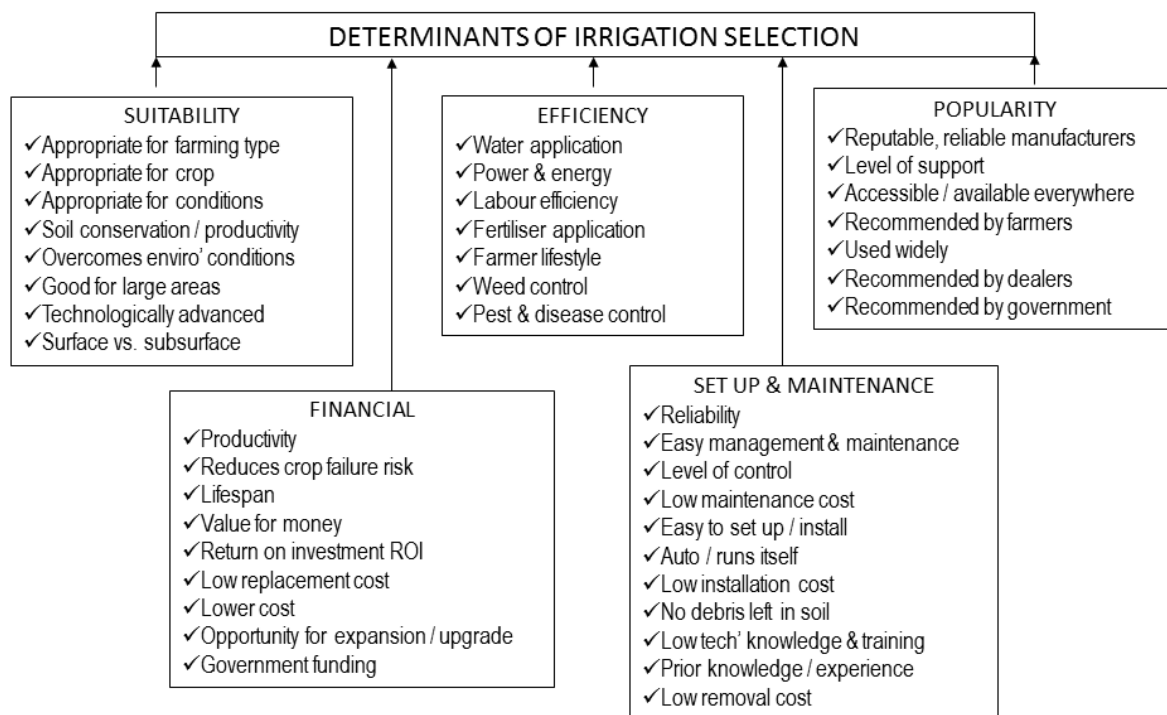 DETERMINANTS OF IRRIGATION SELECTION
SUITABILITY
✓Appropriate for farming type
✓Appropriate for crop
✓Appropriate for conditions
✓Soil conservation / productivity
✓Overcomes enviro’ conditions
✓Good for large areas
✓Technologically advanced
✓Surface vs. subsurface
EFFICIENCY
✓Water application
✓Power & energy
✓Labour efficiency
✓Fertiliser application
✓Farmer lifestyle
✓Weed control
✓Pest & disease control
POPULARITY
✓Reputable, reliable manufacturers
✓Level of support
✓Accessible / available everywhere
✓Recommended by farmers
✓Used widely
✓Recommended by dealers
✓Recommended by government
FINANCIAL
✓Productivity
✓Reduces crop failure risk
✓Lifespan
✓Value for money
✓Return on investment ROI
✓Low replacement cost
✓Lower cost
✓Opportunity for expansion / upgrade
✓Government funding
SET UP & MAINTENANCE
✓Reliability
✓Easy management & maintenance
✓Level of control
✓Low maintenance cost
✓Easy to set up / install
✓Auto / runs itself
✓Low installation cost
✓No debris left in soil
✓Low tech’ knowledge & training
✓Prior knowledge / experience
✓Low removal cost